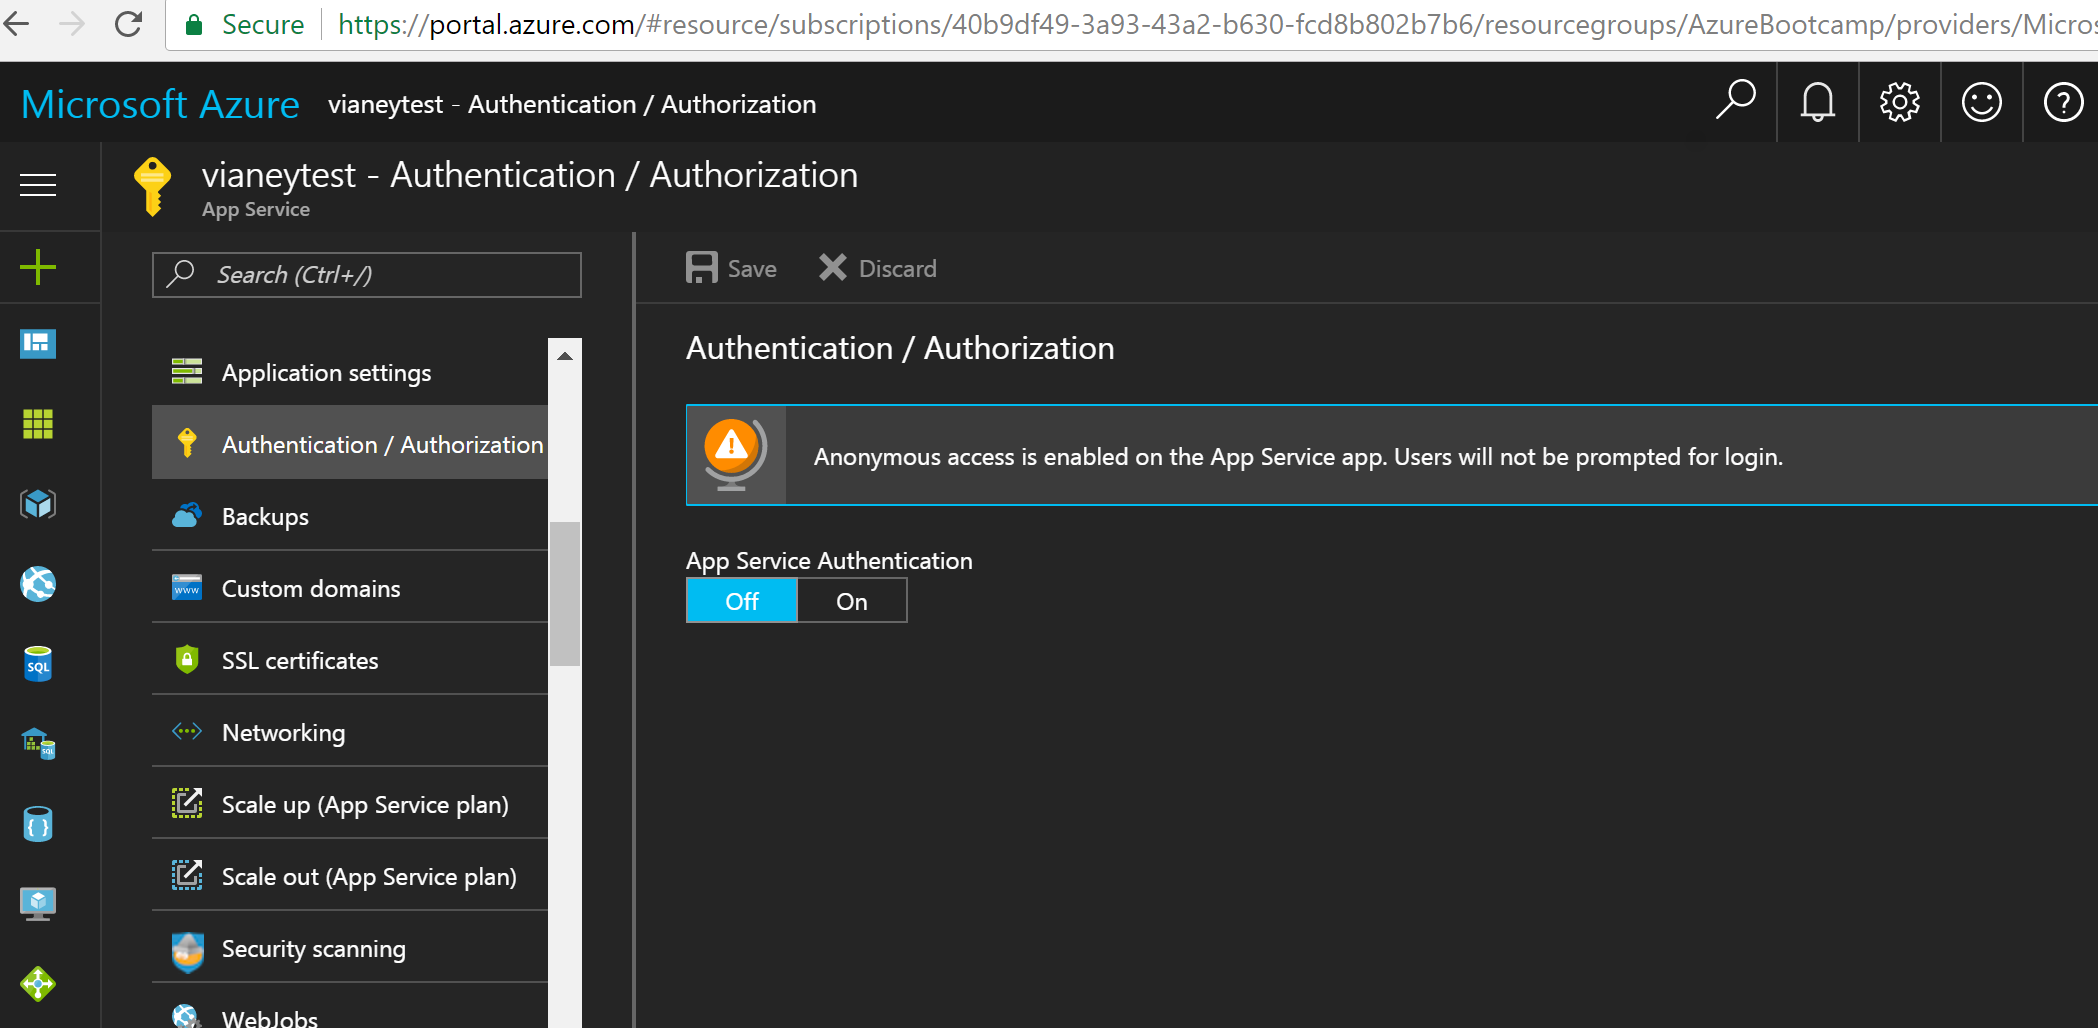 Secure https://portal.azure.com/#resource/subscriptions/40b9df49-3a93-43a2-b630-fcd8b802b7b6/resourcegroups/AzureBootcamp/providers/Micros
Microsoft Azure vianeytest - Authentication / Authorization
vianeytest - Authentication / Authorization
App Service
Search (Ctrl+/)
Application settings
Authentication / Authorization
Backups
www
Custom domains
SSL certificates
Networking
Scale up (App Service plan)
Scale out (App Service plan)
Security scanning
WebJobs
SQL
SQL
Save Discard
Authentication / Authorization
Anonymous access is enabled on the App Service app. Users will not be prompted for login.
App Service Authentication
Off On